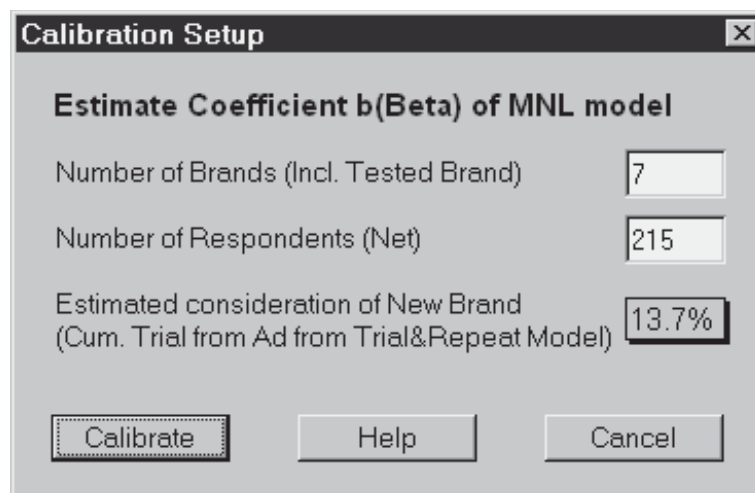 Calibration Setup
Estimate Coefficient b(Beta) of MNL model
Number of Brands (Incl. Tested Brand) 7
Number of Respondents (Net) 215
Estimated consideration of New Brand
(Cum. Trial from Ad from Trial&Repeat Model) 13.7%
Calibrate Help Cancel